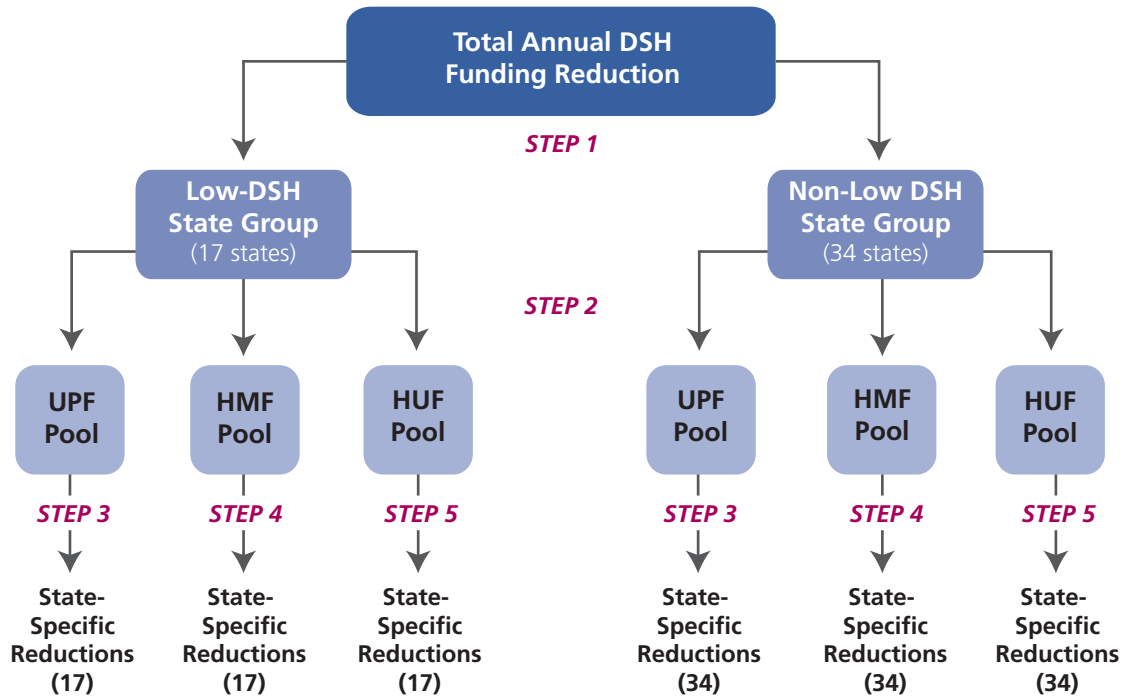 Total Annual DSH
Funding Reduction
STEP 1
Low-DSH
State Group
(17 states)
Non-Low DSH
State Group
(34 states)
STEP 2
UPF
Pool
HMF
Pool
HUF
Pool
UPF
Pool
HMF
Pool
HUF
Pool
STEP 3
STEP 4
STEP 5
STEP 3
STEP 4
STEP 5
State-
Specific
Reductions
(17)
State-
Specific
Reductions
(17)
State-
Specific
Reductions
(17)
State-
Specific
Reductions
(34)
State-
Specific
Reductions
(34)
State-
Specific
Reductions
(34)